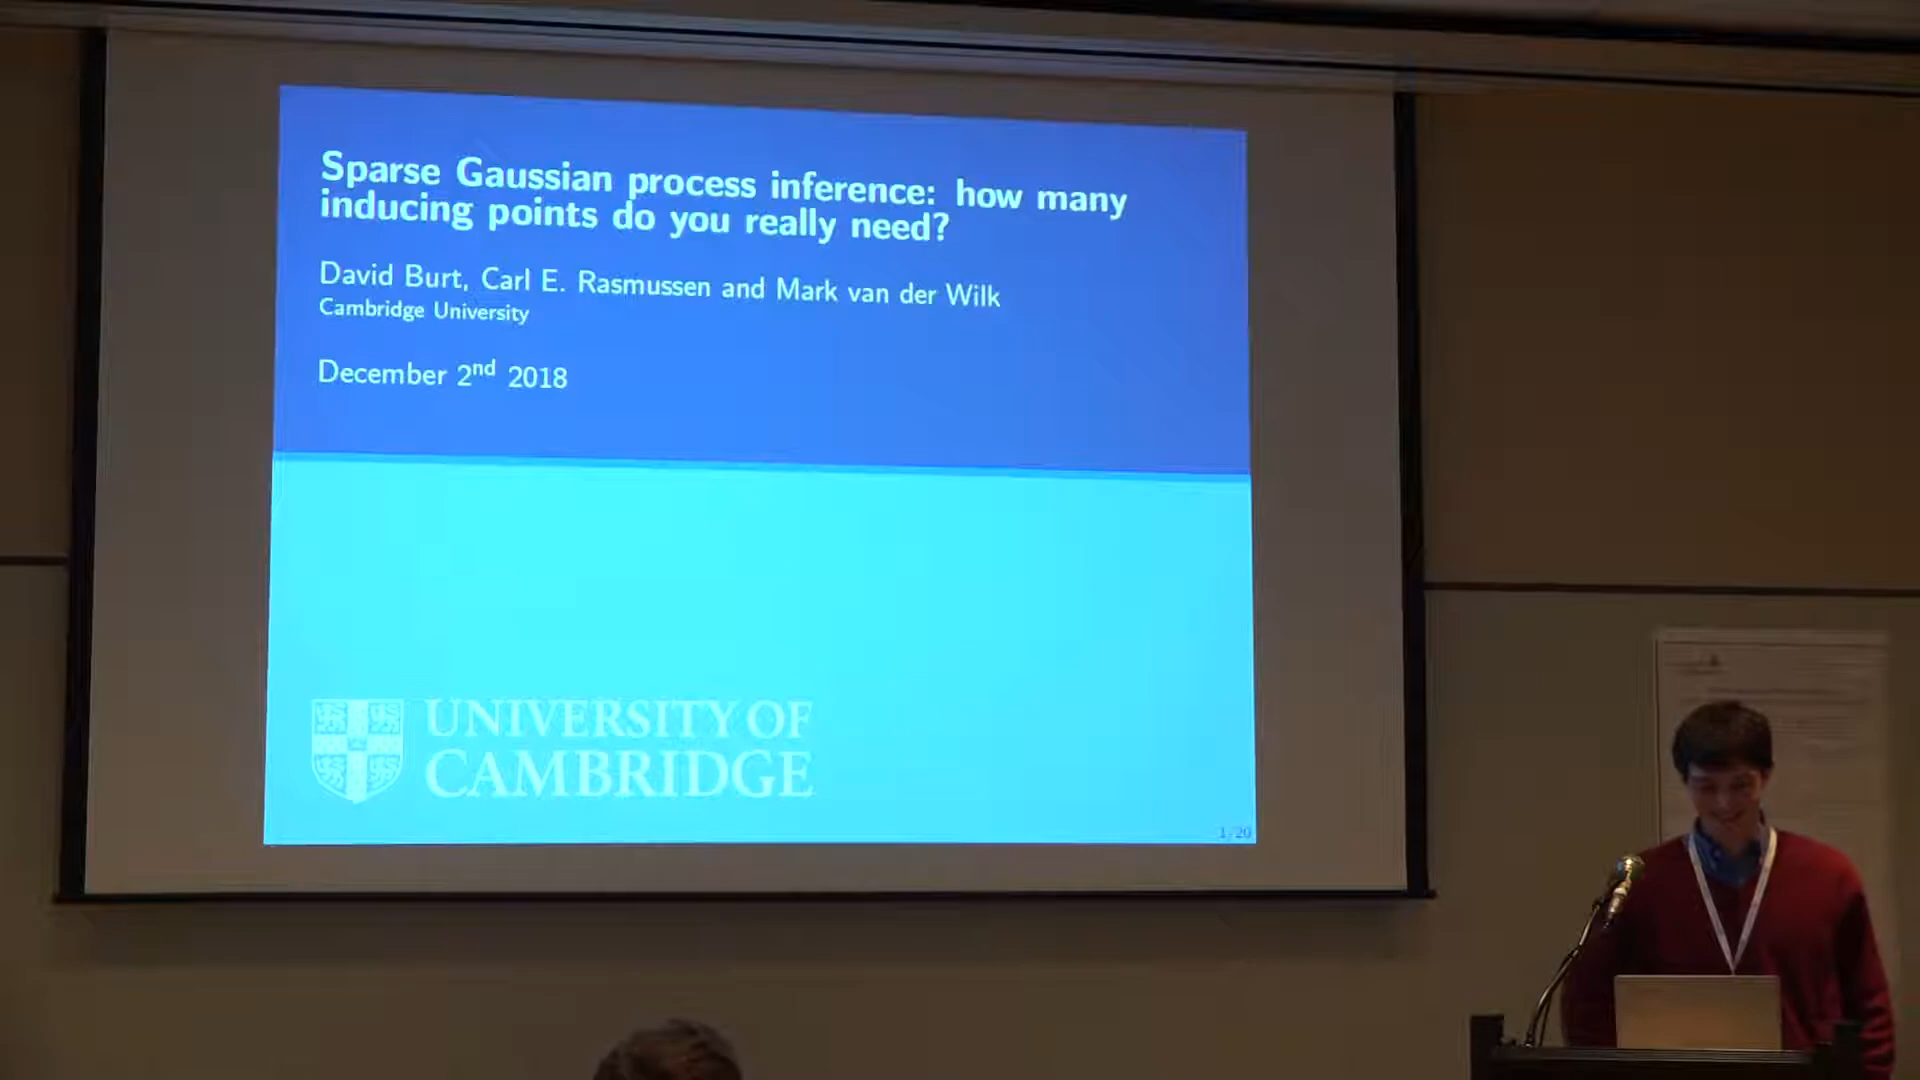 Sparse Gaussian process inference: how many
inducing points do you really need?
David Burt, Carl E. Rasmussen and Mark van der Wilk
Cambridge University
December 2nd 2018
UNIVERSITY OF
CAMBRIDGE
1/20